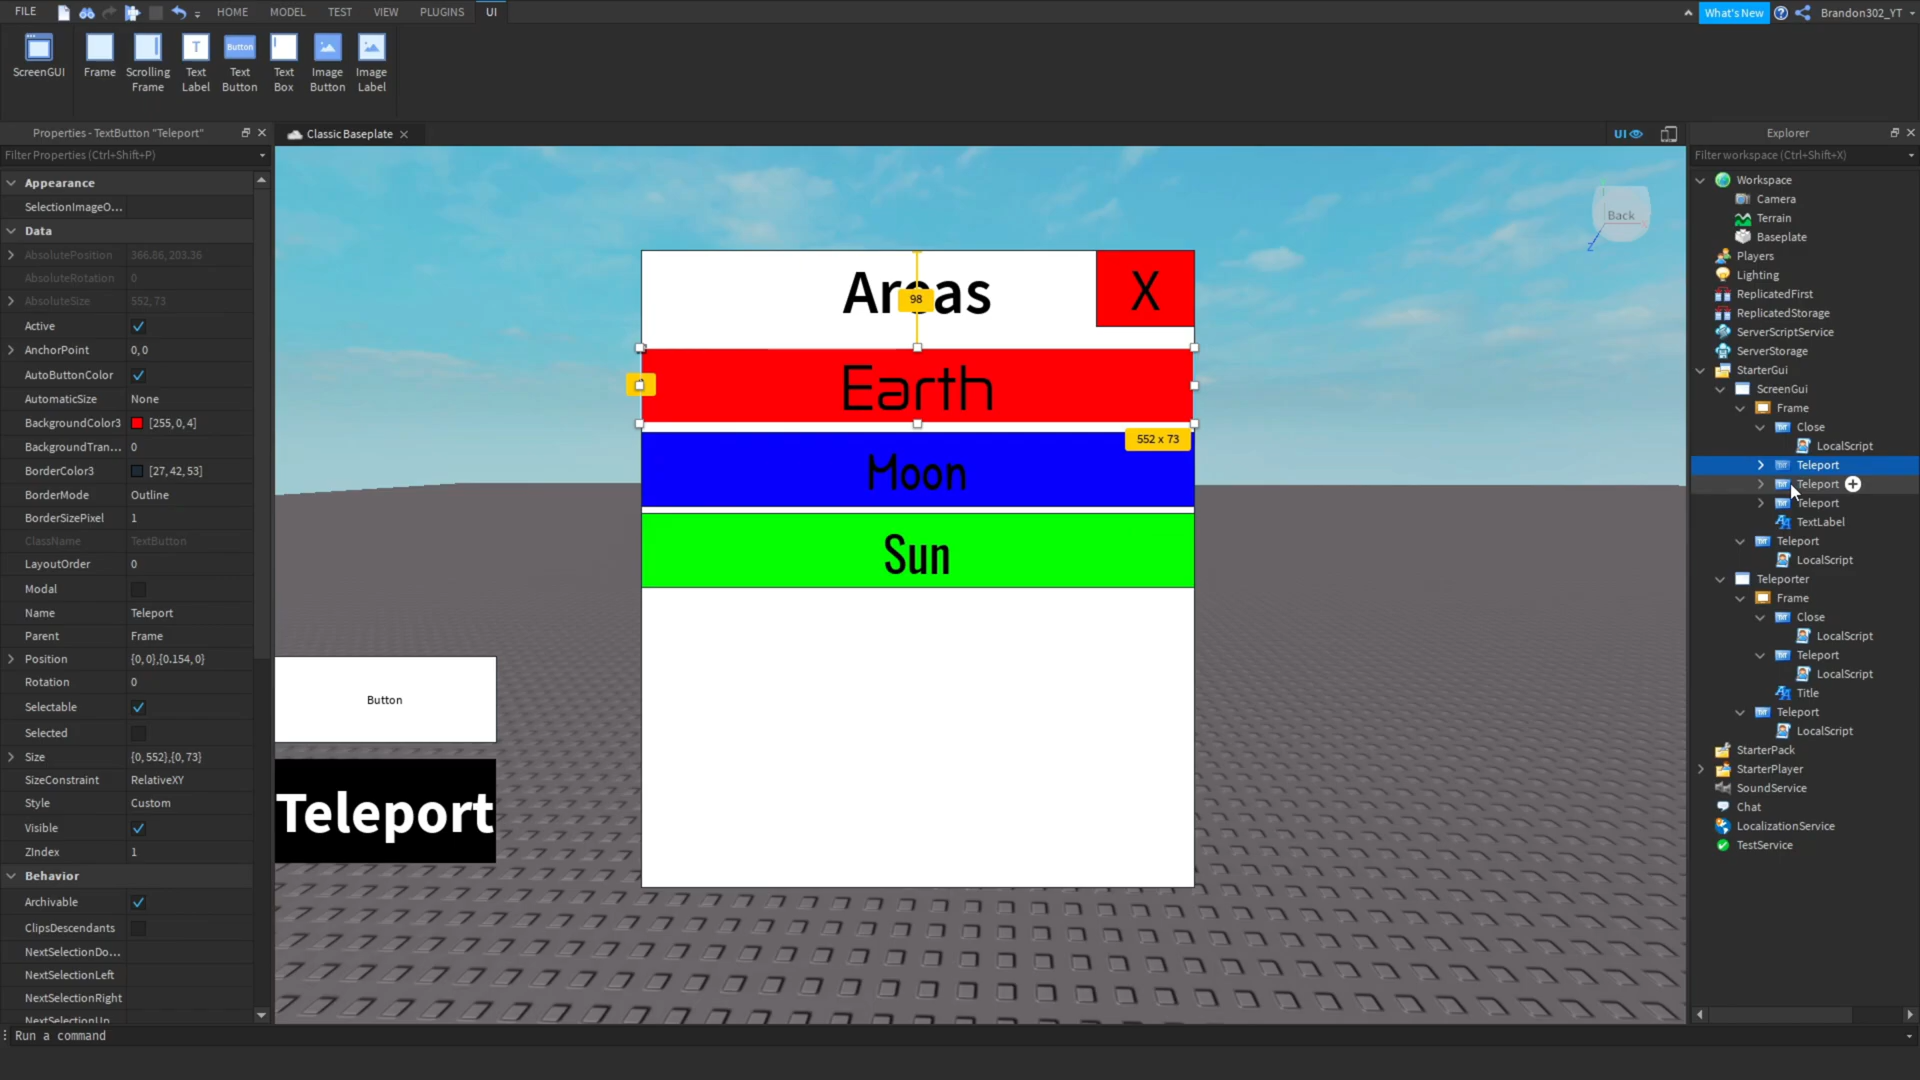 FILE
HOME
MODEL
TEST
VIEW
PLUGINS
UI
What's New
Brandon302_YT
ScreenGUI
Frame
Scrolling
Frame
Text
Label
Button
Text
Button
Text
Box
Image
Button
Image
Label
Properties - TextButton "Teleport"
Filter Properties (Ctrl+Shift+P)
Appearance
SelectionImageO...
Data
AbsolutePosition 366.86, 203.36
AbsoluteRotation 0
AbsoluteSize 552, 73
Active
AnchorPoint 0, 0
AutoButtonColor
AutomaticSize None
BackgroundColor3 [255, 0, 4]
BackgroundTran... 0
BorderColor3 [27, 42, 53]
BorderMode Outline
BorderSizePixel 1
ClassName TextButton
LayoutOrder 0
Modal
Name Teleport
Parent Frame
Position {0, 0},{0.154, 0}
Rotation 0
Selectable
Selected
Size {0, 552},{0, 73}
SizeConstraint RelativeXY
Style Custom
Visible
ZIndex 1
Behavior
Archivable
ClipsDescendants
NextSelectionDo...
NextSelectionLeft
NextSelectionRight
NextSelectionUp
Run a command
Classic Baseplate
UI
Back
Z
Areas
98
X
Earth
552 x 73
Moon
Sun
Button
Teleport
Explorer
Filter workspace (Ctrl+Shift+X)
Workspace
Camera
Terrain
Baseplate
Players
Lighting
ReplicatedFirst
ReplicatedStorage
ServerScriptService
ServerStorage
StarterGui
ScreenGui
Frame
Close
LocalScript
Teleport
Teleport
Teleport
TextLabel
Teleport
LocalScript
Teleporter
Frame
Close
LocalScript
Teleport
LocalScript
Title
Teleport
LocalScript
StarterPack
StarterPlayer
SoundService
Chat
LocalizationService
TestService